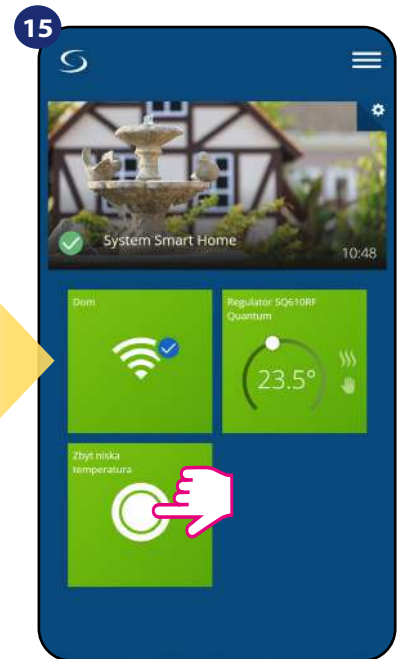 15
System Smart Home
10:48
Dom
Regulator SQ610RF
Quantum
23.5°
Zbyt niska
temperatura